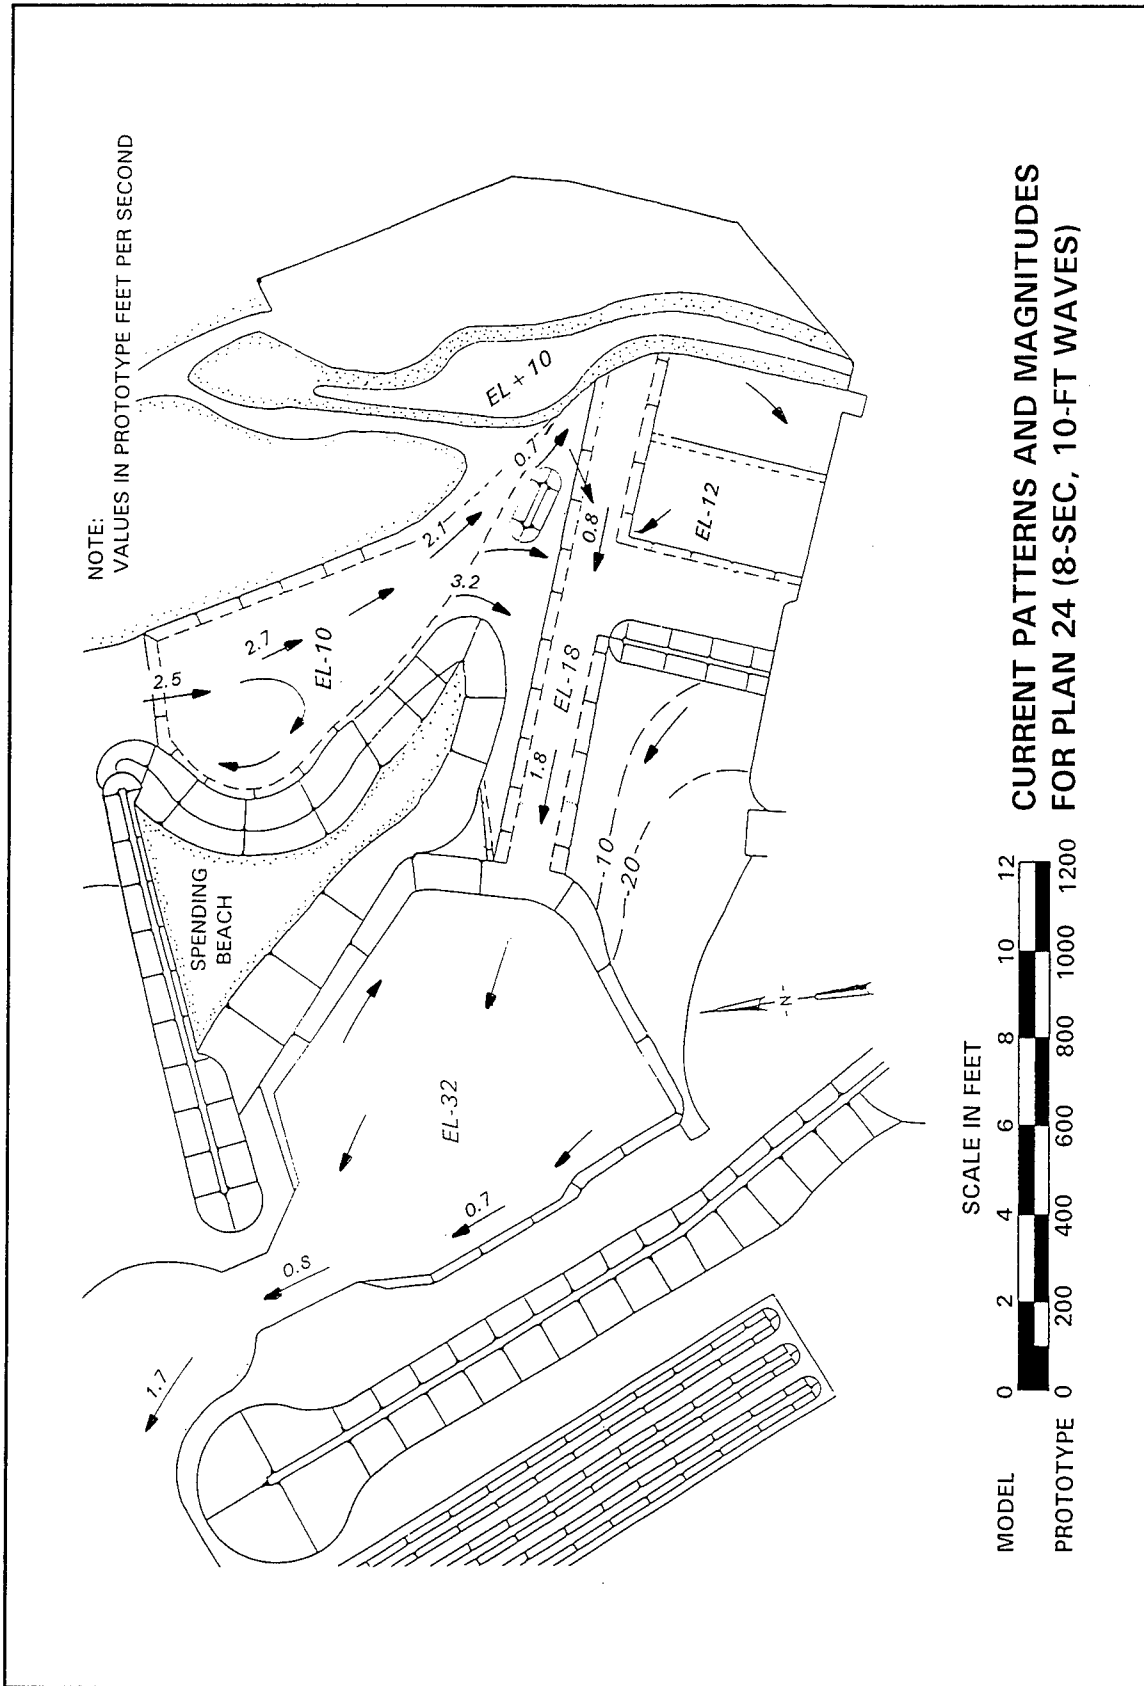 NOTE:
VALUES IN PROTOTYPE FEET PER SECOND
2.5
2.7
EL-10
2.1
3.2
0.7
EL + 10
0.8
EL-12
EL-18
1.8
-10
-20
SPENDING
BEACH
EL-32
0.7
0.8
1.7
N
SCALE IN FEET
MODEL 0 2 4 6 8 10 12
PROTOTYPE 0 200 400 600 800 1000 1200
CURRENT PATTERNS AND MAGNITUDES
FOR PLAN 24 (8-SEC, 10-FT WAVES)